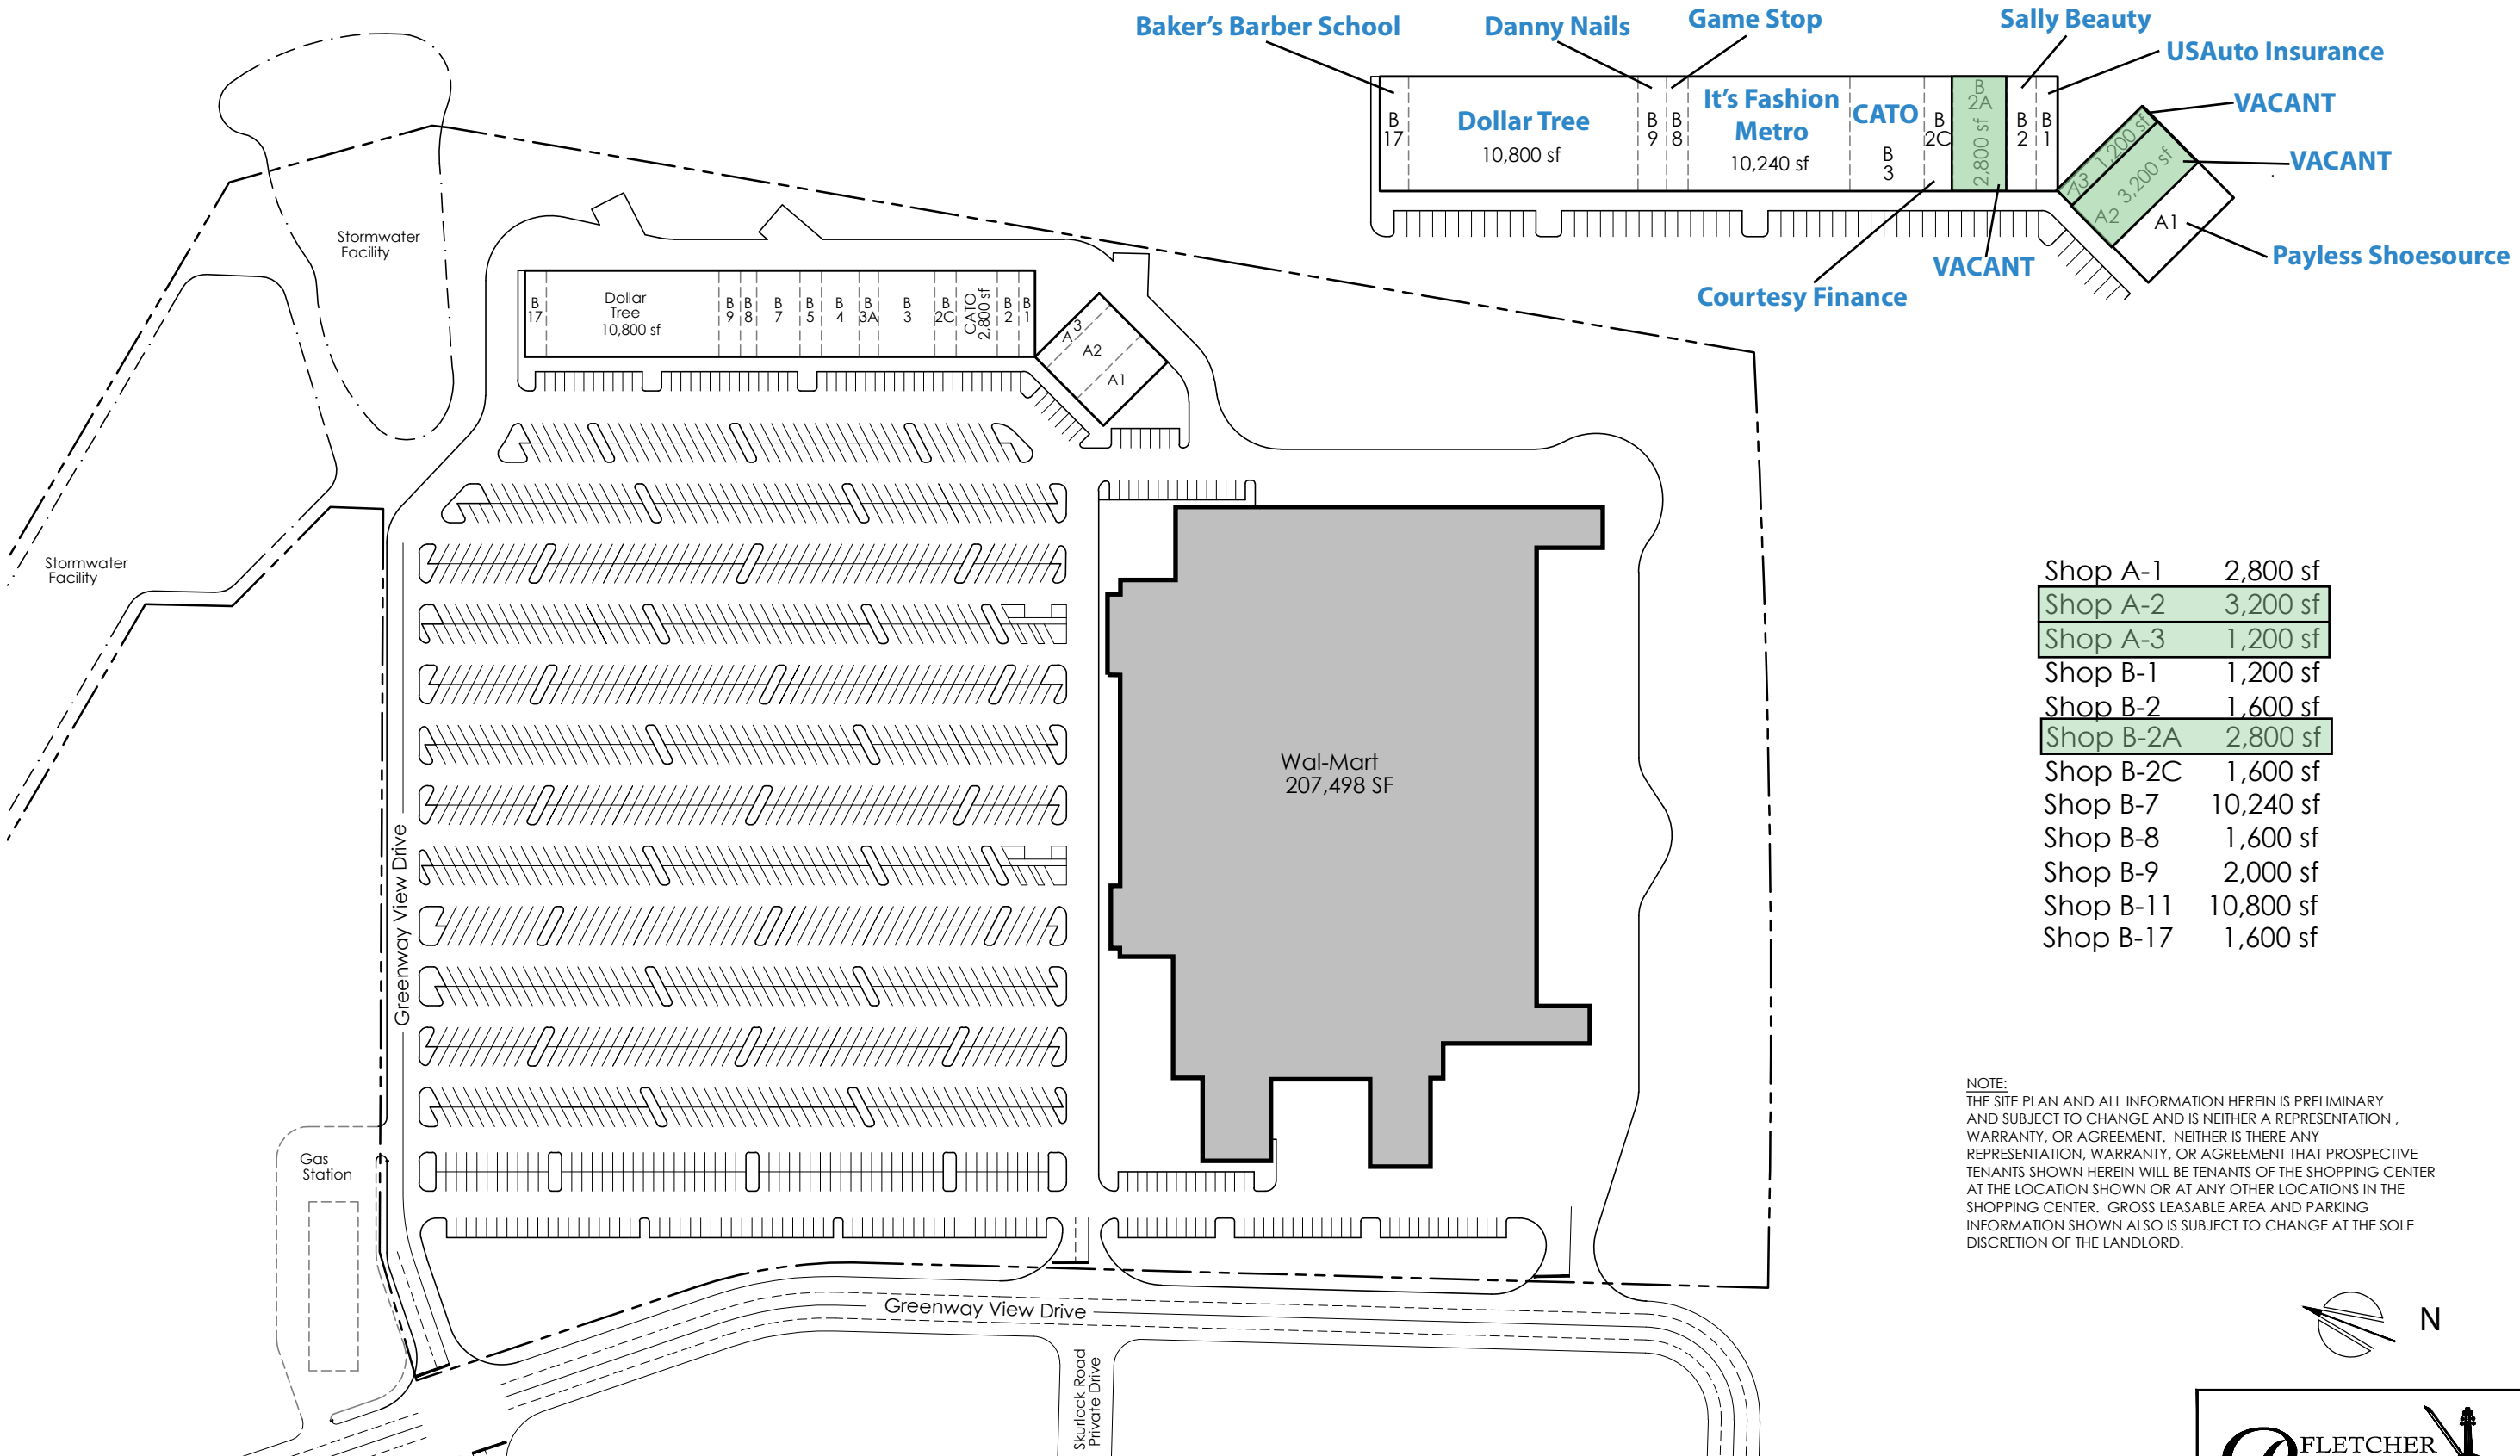 Baker's Barber School
Danny Nails
Game Stop
Sally Beauty
USAuto Insurance
VACANT
VACANT
B
17
Dollar Tree
10,800 sf
B
9
B
8
It's Fashion
Metro
10,240 sf
CATO
B
3
B
2C
B
2A
2,800 sf
B
2
B
1
A3 1,200 sf
A2 3,200 sf
A1
Payless Shoesource
VACANT
Courtesy Finance
Stormwater
Facility
B
17
Dollar
Tree
10,800 sf
B
9
B
8
B
7
B
5
B
4
B
3A
B
3
B
2C
CATO
2,800 sf
B
2
B
1
A 3
A2
A1
Stormwater
Facility
Wal-Mart
207,498 SF
Greenway View Drive
Shop A-1 2,800 sf
Shop A-2 3,200 sf
Shop A-3 1,200 sf
Shop B-1 1,200 sf
Shop B-2 1,600 sf
Shop B-2A 2,800 sf
Shop B-2C 1,600 sf
Shop B-7 10,240 sf
Shop B-8 1,600 sf
Shop B-9 2,000 sf
Shop B-11 10,800 sf
Shop B-17 1,600 sf
NOTE:
THE SITE PLAN AND ALL INFORMATION HEREIN IS PRELIMINARY
AND SUBJECT TO CHANGE AND IS NEITHER A REPRESENTATION ,
WARRANTY, OR AGREEMENT. NEITHER IS THERE ANY
REPRESENTATION, WARRANTY, OR AGREEMENT THAT PROSPECTIVE
TENANTS SHOWN HEREIN WILL BE TENANTS OF THE SHOPPING CENTER
AT THE LOCATION SHOWN OR AT ANY OTHER LOCATIONS IN THE
SHOPPING CENTER. GROSS LEASABLE AREA AND PARKING
INFORMATION SHOWN ALSO IS SUBJECT TO CHANGE AT THE SOLE
DISCRETION OF THE LANDLORD.
Gas
Station
Greenway View Drive
Skurlock Road
Private Drive
N
FLETCHER